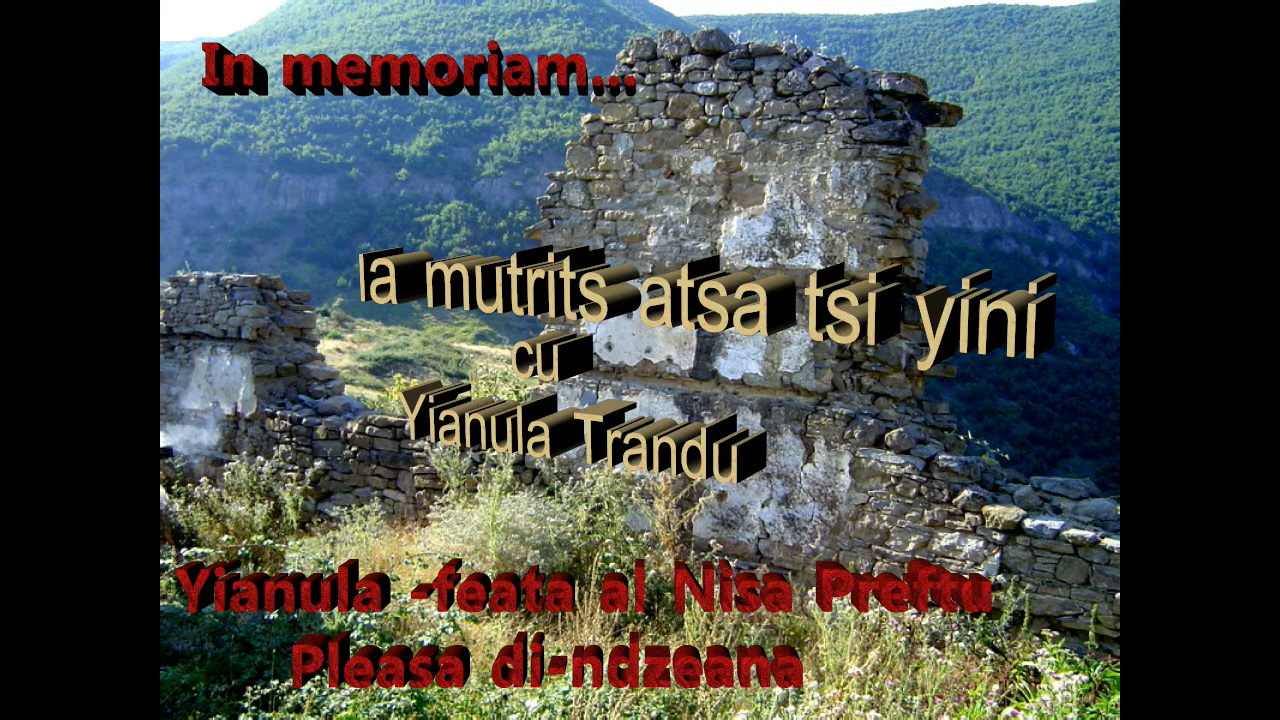 In memoriam...
ia mutrits atsa tsi yini
cu
Yianula Trandu
Yianula -feata al Nisa Preftu
Pleasa di-ndzeana